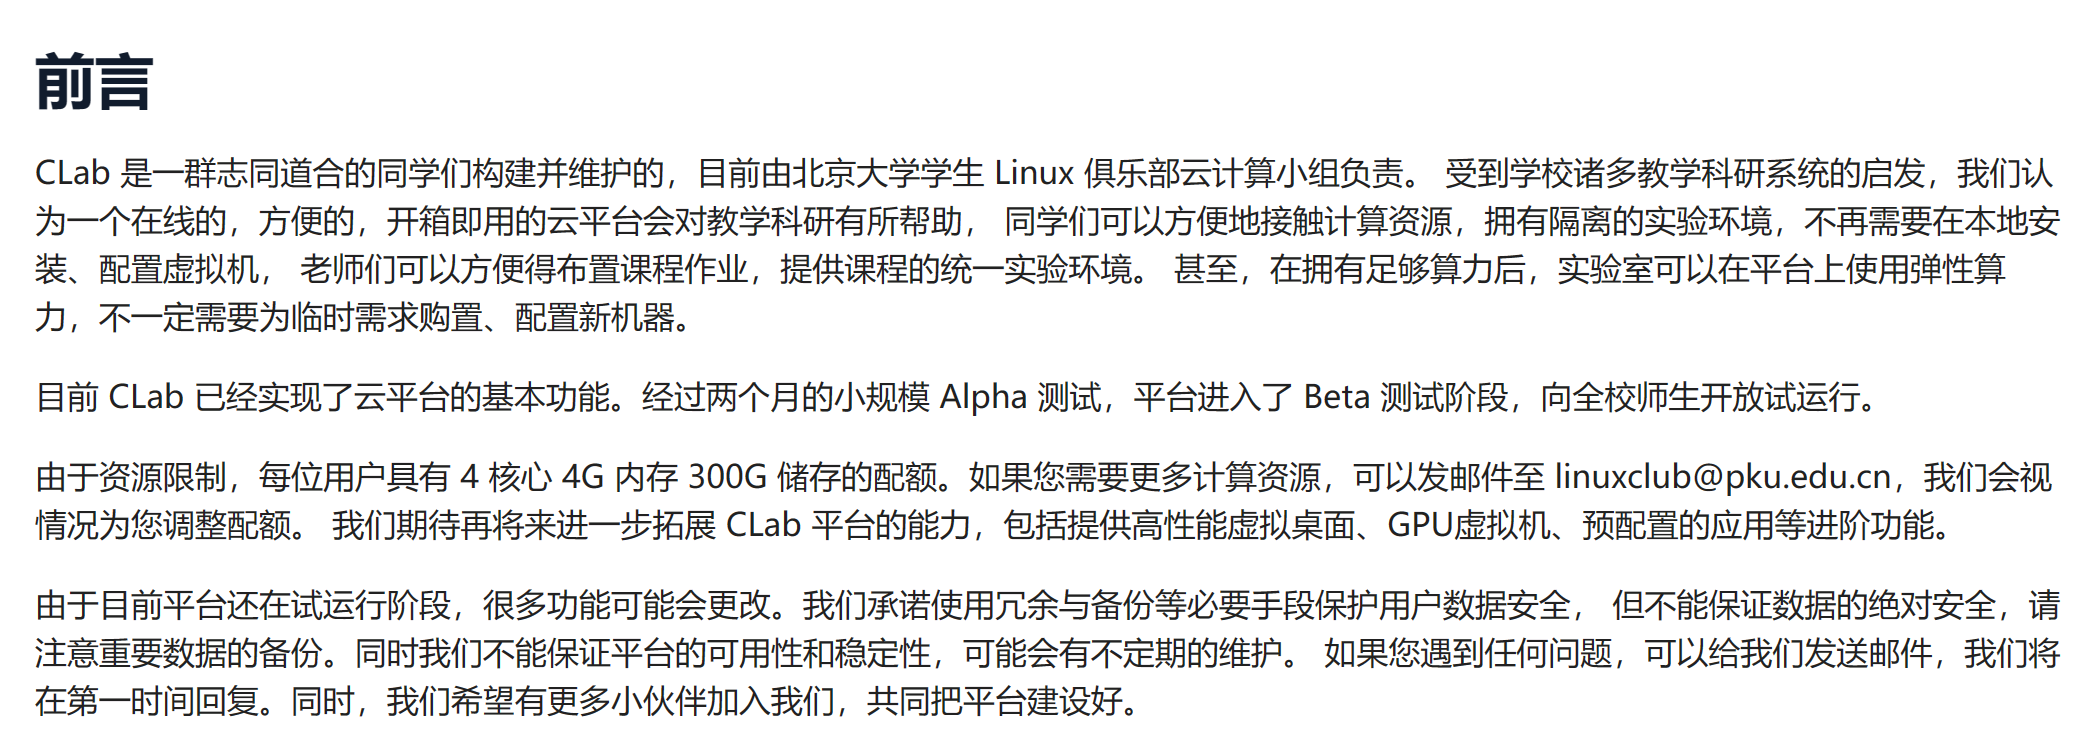 前言
CLab 是一群志同道合的同学们构建并维护的，目前由北京大学学生 Linux 俱乐部云计算小组负责。 受到学校诸多教学科研系统的启发，我们认
为一个在线的，方便的，开箱即用的云平台会对教学科研有所帮助， 同学们可以方便地接触计算资源，拥有隔离的实验环境，不再需要在本地安
装、配置虚拟机， 老师们可以方便得布置课程作业，提供课程的统一实验环境。 甚至，在拥有足够算力后，实验室可以在平台上使用弹性算
力，不一定需要为临时需求购置、配置新机器。
目前 CLab 已经实现了云平台的基本功能。经过两个月的小规模 Alpha 测试，平台进入了 Beta 测试阶段，向全校师生开放试运行。
由于资源限制，每位用户具有 4 核心 4G 内存 300G 储存的配额。如果您需要更多计算资源，可以发邮件至 linuxclub@pku.edu.cn，我们会视
情况为您调整配额。 我们期待再将来进一步拓展 CLab 平台的能力，包括提供高性能虚拟桌面、GPU虚拟机、预配置的应用等进阶功能。
由于目前平台还在试运行阶段，很多功能可能会更改。我们承诺使用冗余与备份等必要手段保护用户数据安全， 但不能保证数据的绝对安全，请
注意重要数据的备份。同时我们不能保证平台的可用性和稳定性，可能会有不定期的维护。 如果您遇到任何问题，可以给我们发送邮件，我们将
在第一时间回复。同时，我们希望有更多小伙伴加入我们，共同把平台建设好。